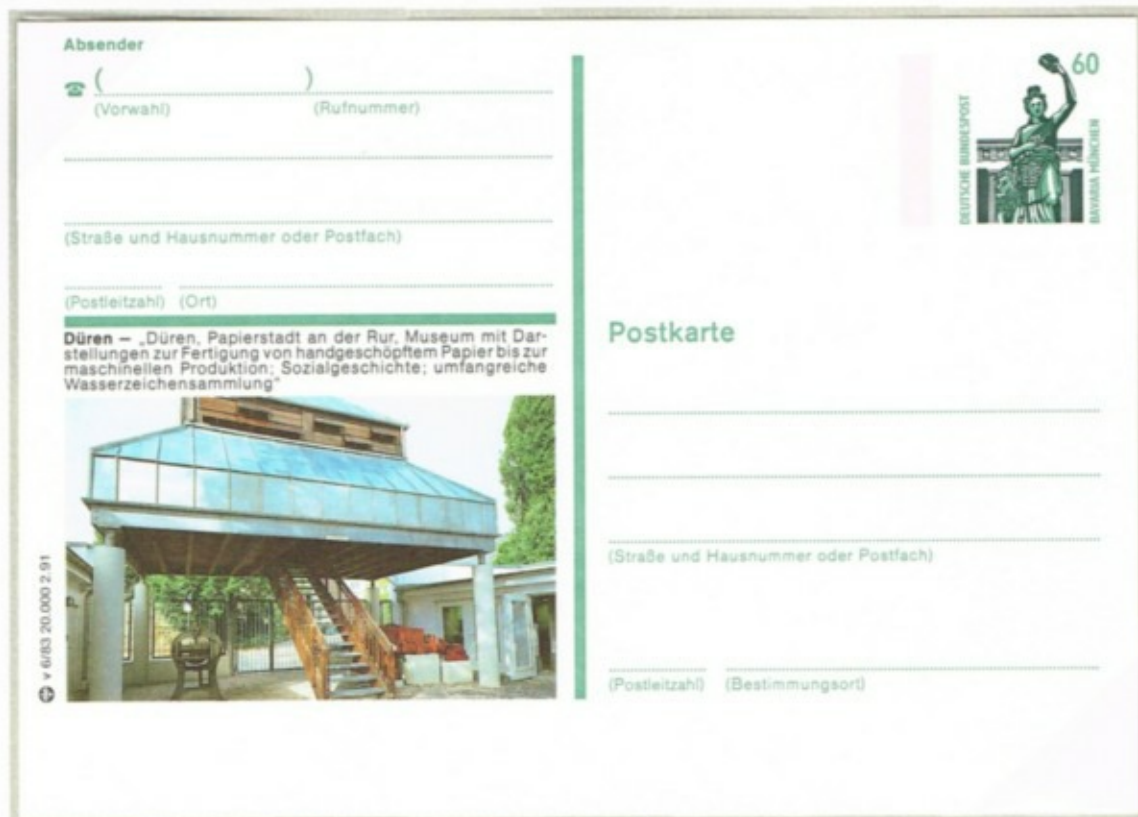 Absender
☎ ( )
(Vorwahl) (Rufnummer)
(Straße und Hausnummer oder Postfach)
(Postleitzahl) (Ort)
Düren – „Düren, Papierstadt an der Rur, Museum mit Dar-
stellungen zur Fertigung von handgeschöpftem Papier bis zur
maschinellen Produktion; Sozialgeschichte; umfangreiche
Wasserzeichensammlung“
v 6/83 20.000 2.91
60
DEUTSCHE BUNDESPOST
BAVARIA MÜNCHEN
Postkarte
(Straße und Hausnummer oder Postfach)
(Postleitzahl) (Bestimmungsort)